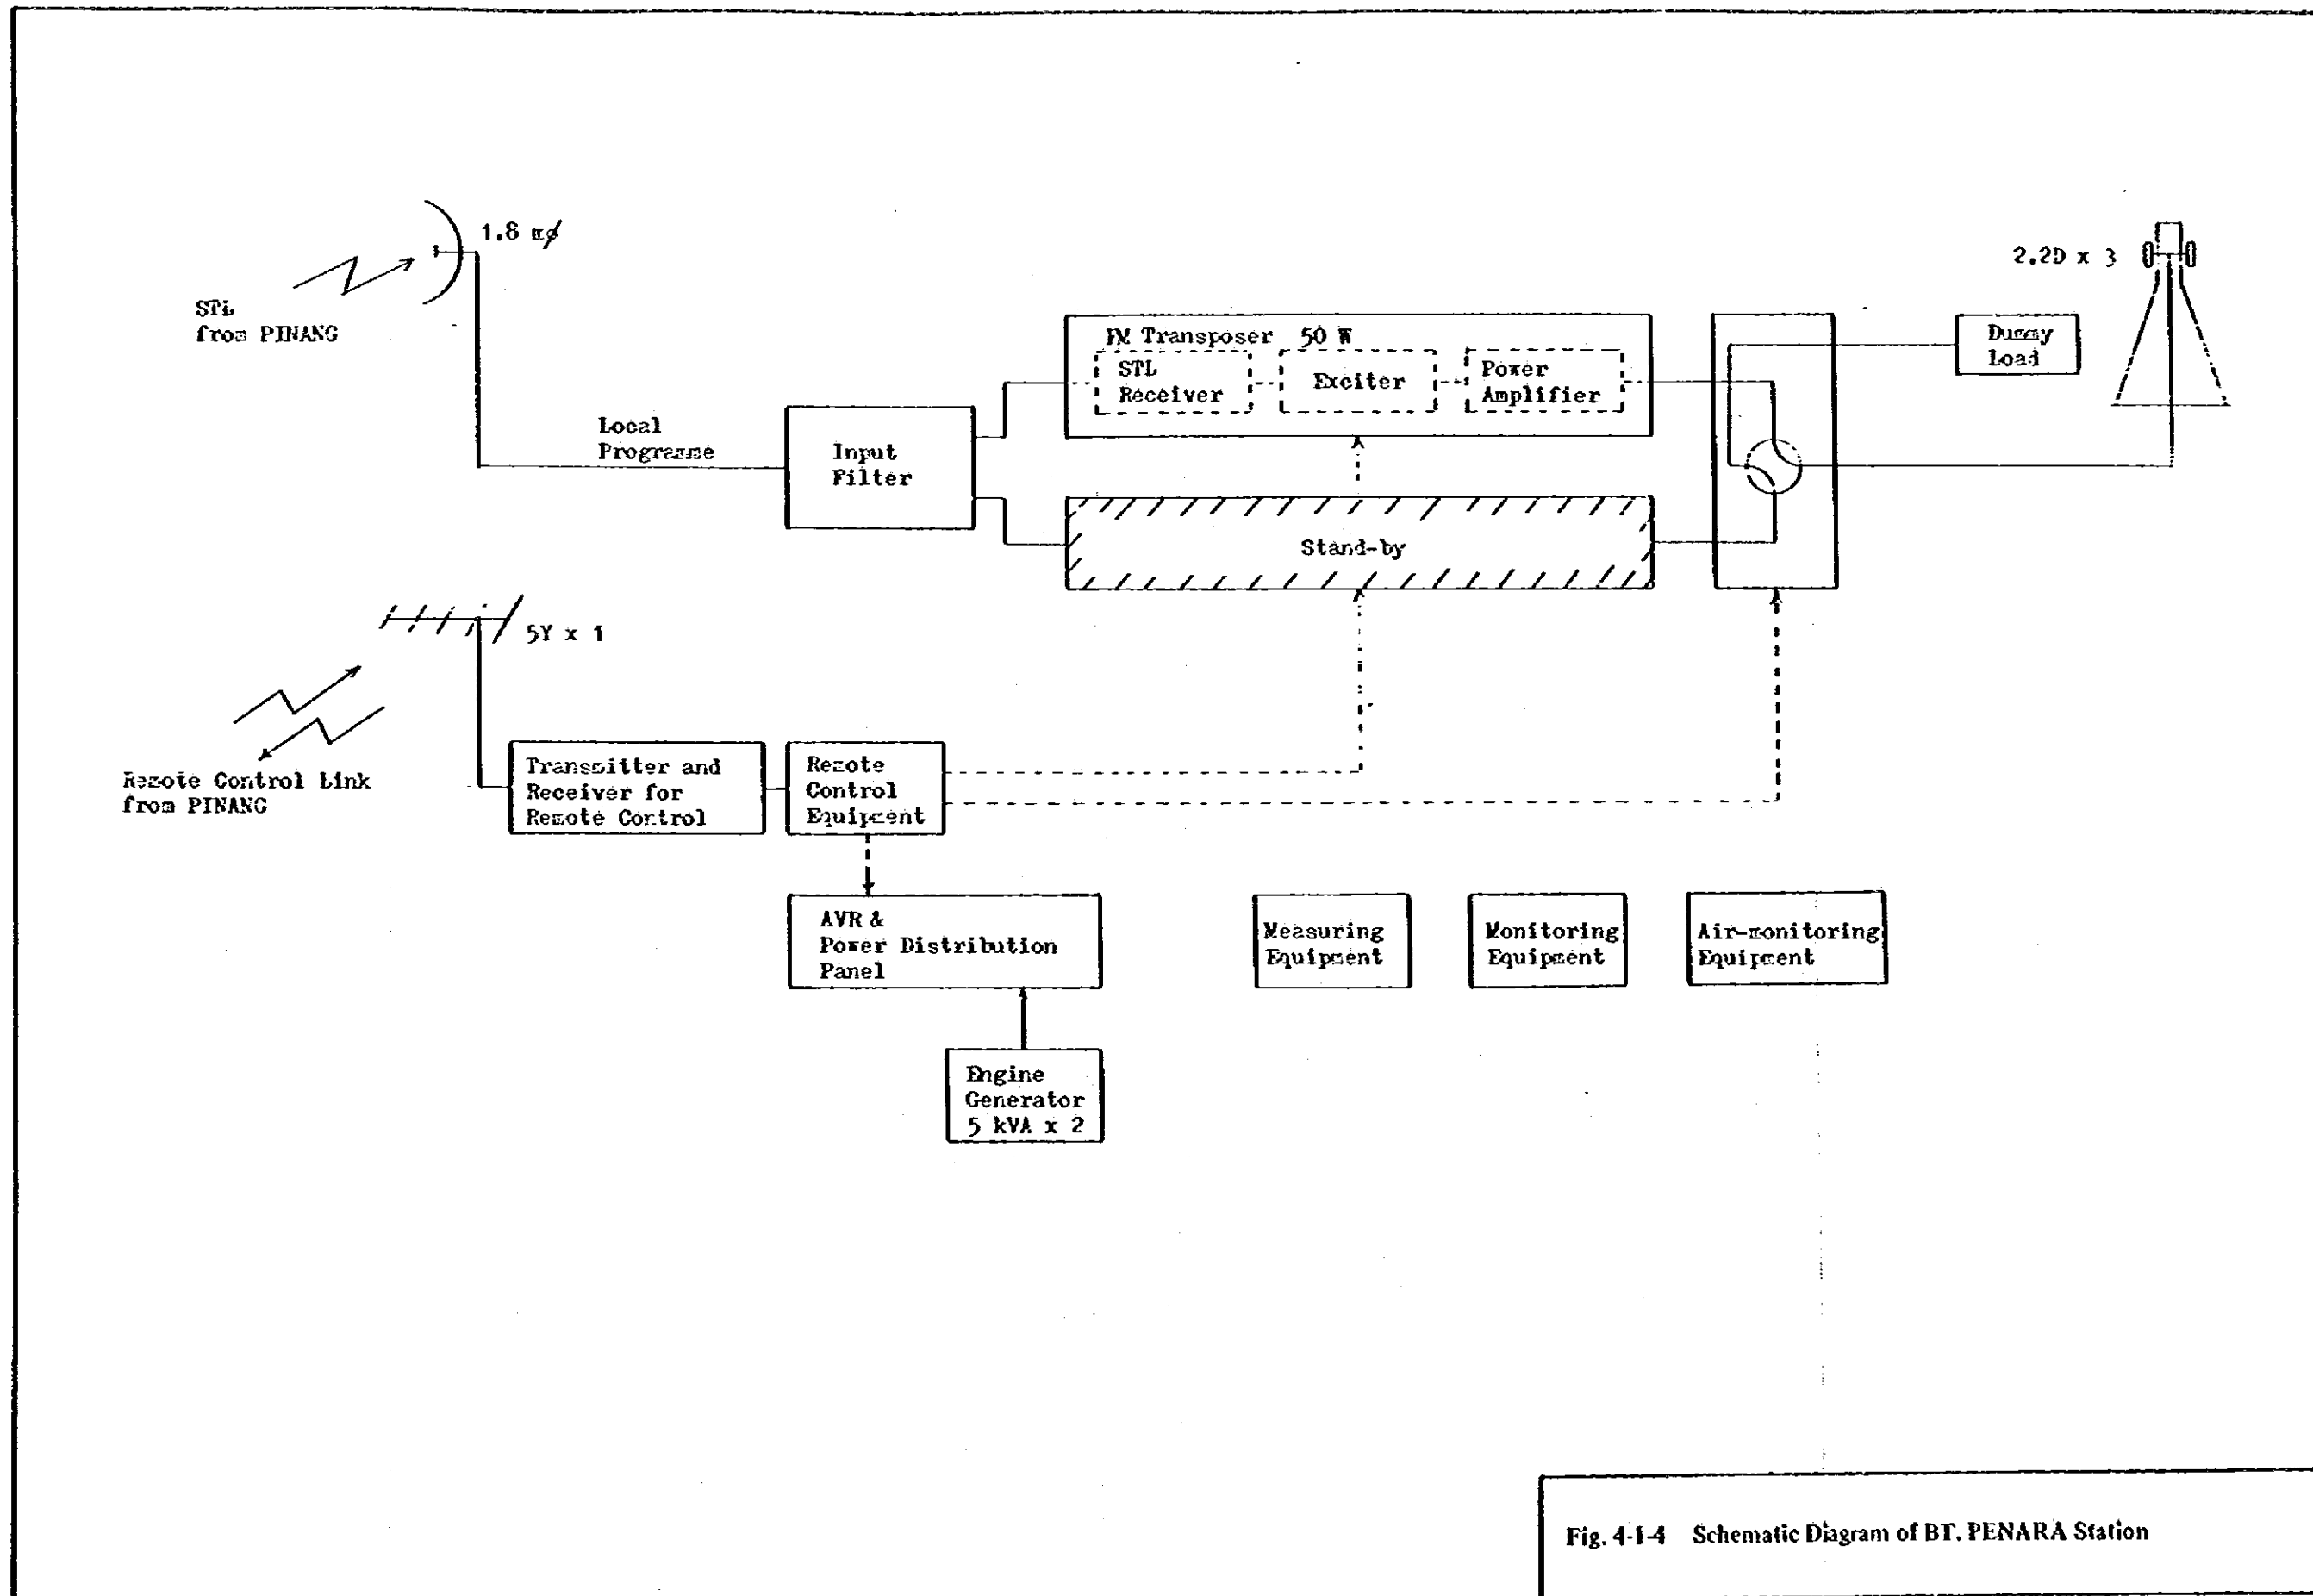 1.8 mø
STL
from PINANG
Local
Programme
Input
Filter
FM Transposer 50 W
STL
Receiver
Exciter
Power
Amplifier
Stand-by
2.2D x 3
Dummy
Load
5Y x 1
Remote Control Link
from PINANG
Transmitter and
Receiver for
Remote Control
Remote
Control
Equipment
AVR &
Power Distribution
Panel
Measuring
Equipment
Monitoring
Equipment
Air-monitoring
Equipment
Engine
Generator
5 kVA x 2
Fig. 4-1-4 Schematic Diagram of BT. PENARA Station